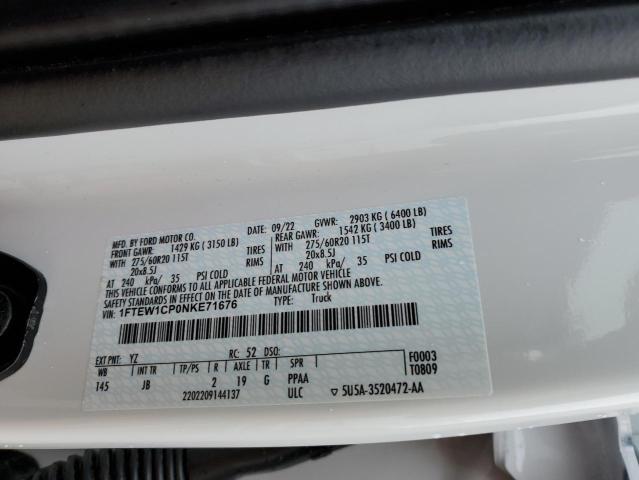 MFD. BY FORD MOTOR CO. DATE: 09/22 GVWR: 2903 KG ( 6400 LB)
FRONT GAWR: 1429 KG ( 3150 LB) REAR GAWR: 1542 KG ( 3400 LB)
WITH 275/60R20 115T TIRES WITH 275/60R20 115T TIRES
20x8.5J RIMS 20x8.5J RIMS
AT 240 kPa/ 35 PSI COLD AT 240 kPa/ 35 PSI COLD
THIS VEHICLE CONFORMS TO ALL APPLICABLE FEDERAL MOTOR VEHICLE
SAFETY STANDARDS IN EFFECT ON THE DATE OF MANUFACTURE SHOWN ABOVE.
VIN: 1FTEW1CP0NKE71676 TYPE: Truck
EXT PNT: YZ RC: 52 DSO: F0003
WB INT TR TP/PS R AXLE TR SPR T0809
145 JB 2 19 G PPAA
2202209144137 ULC ▽ 5U5A-3520472-AA